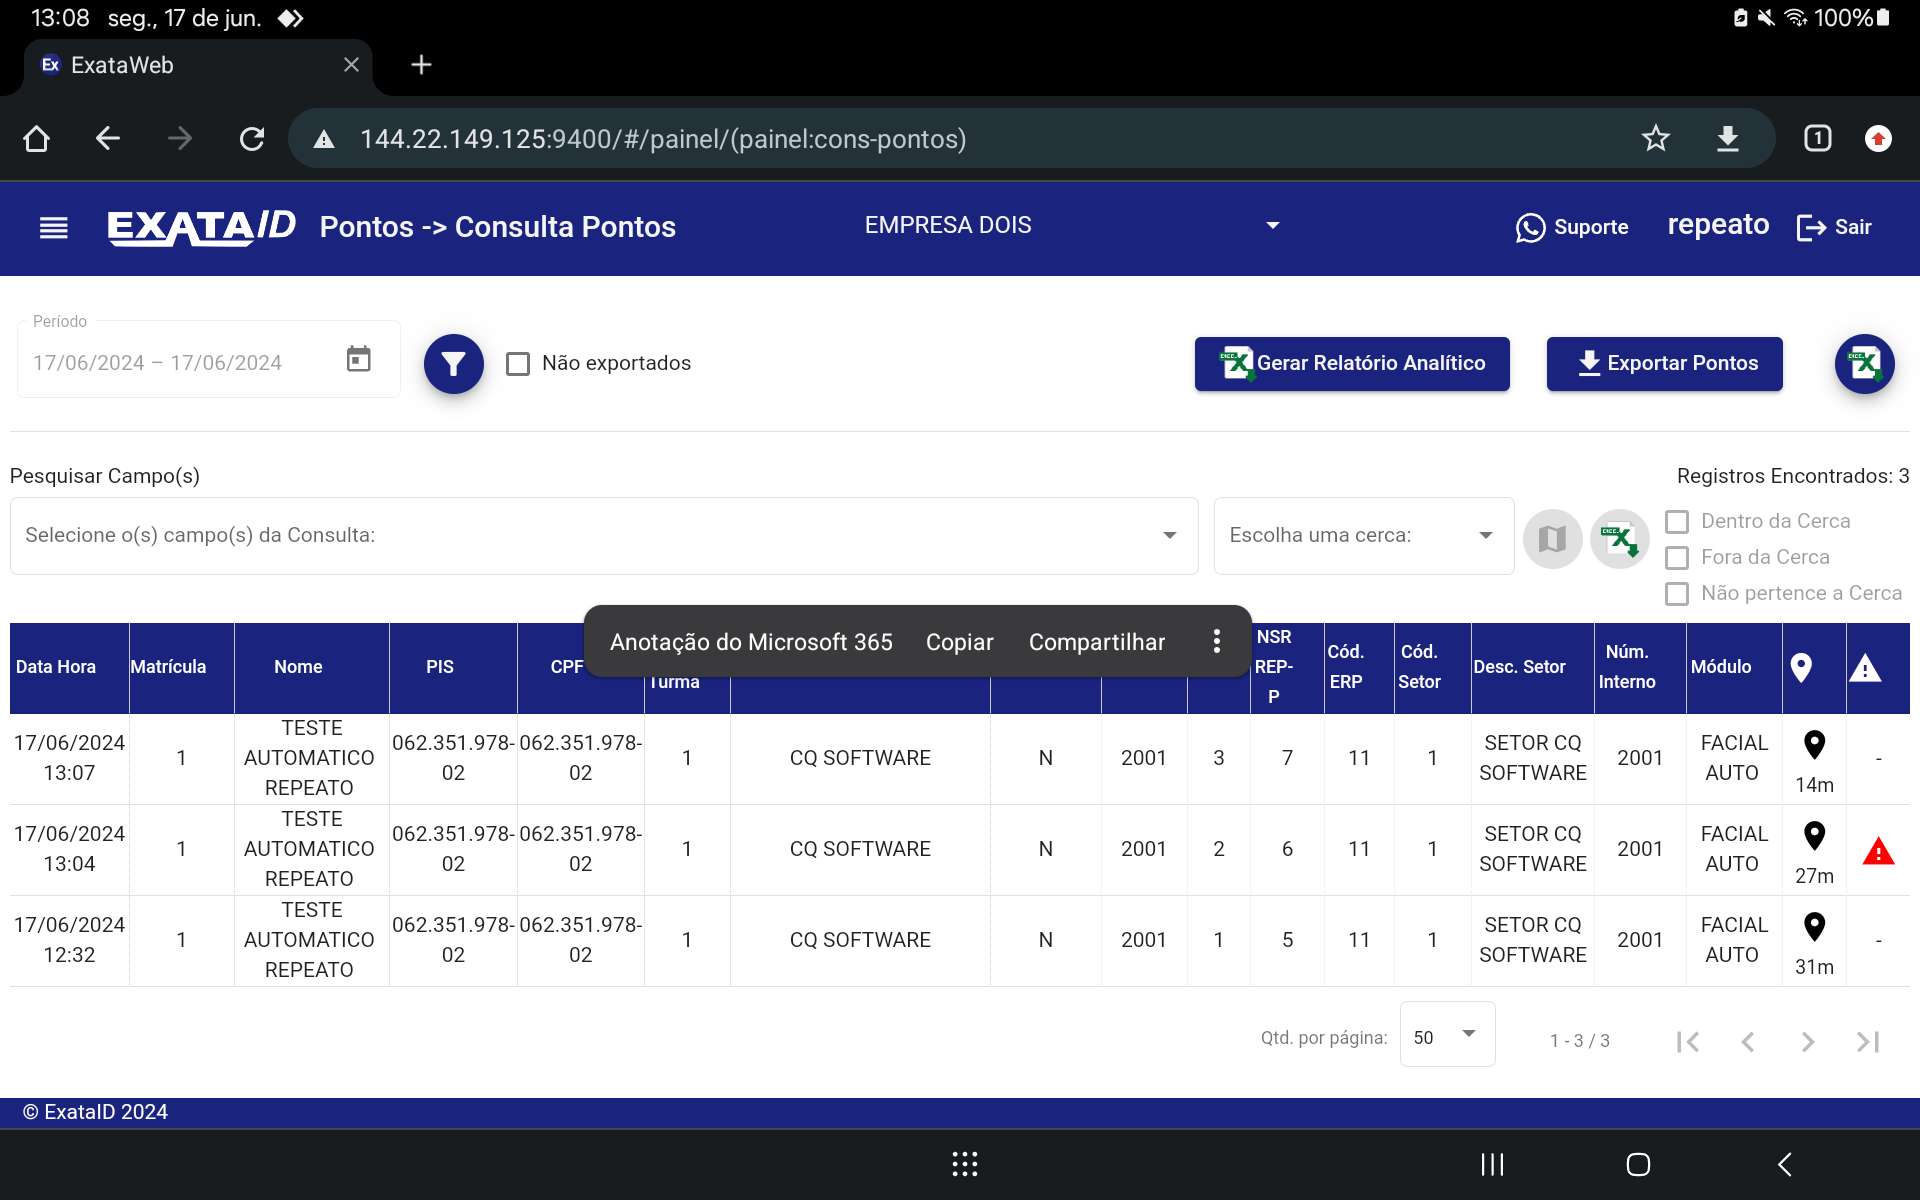 13:08 seg., 17 de jun.
100%
Ex ExataWeb
144.22.149.125:9400/#/painel/(painel:cons-pontos)
1
EXATAID Pontos -> Consulta Pontos
EMPRESA DOIS
Suporte
repeato
Sair
Período
17/06/2024 – 17/06/2024
Não exportados
Gerar Relatório Analítico
Exportar Pontos
Pesquisar Campo(s)
Registros Encontrados: 3
Selecione o(s) campo(s) da Consulta:
Escolha uma cerca:
Dentro da Cerca
Fora da Cerca
Não pertence a Cerca
Anotação do Microsoft 365 Copiar Compartilhar
Data Hora Matrícula Nome PIS CPF Turma NSR REP-P Cód. ERP Cód. Setor Desc. Setor Núm. Interno Módulo
17/06/2024 13:07 1 TESTE AUTOMATICO REPEATO 062.351.978-02 062.351.978-02 1 CQ SOFTWARE N 2001 3 7 11 1 SETOR CQ SOFTWARE 2001 FACIAL AUTO 14m -
17/06/2024 13:04 1 TESTE AUTOMATICO REPEATO 062.351.978-02 062.351.978-02 1 CQ SOFTWARE N 2001 2 6 11 1 SETOR CQ SOFTWARE 2001 FACIAL AUTO 27m
17/06/2024 12:32 1 TESTE AUTOMATICO REPEATO 062.351.978-02 062.351.978-02 1 CQ SOFTWARE N 2001 1 5 11 1 SETOR CQ SOFTWARE 2001 FACIAL AUTO 31m -
Qtd. por página: 50 1 - 3 / 3
© ExataID 2024